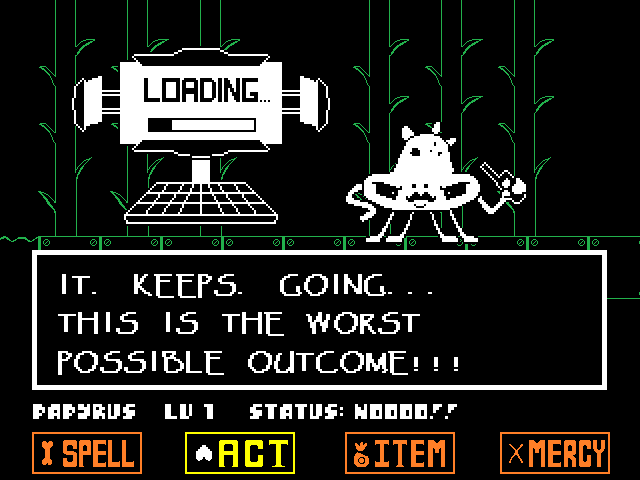 LOADING...
IT. KEEPS. GOING...
THIS IS THE WORST
POSSIBLE OUTCOME!!!
PAPYRUS LV 1 STATUS: NOOOO!!
SPELL ACT ITEM MERCY